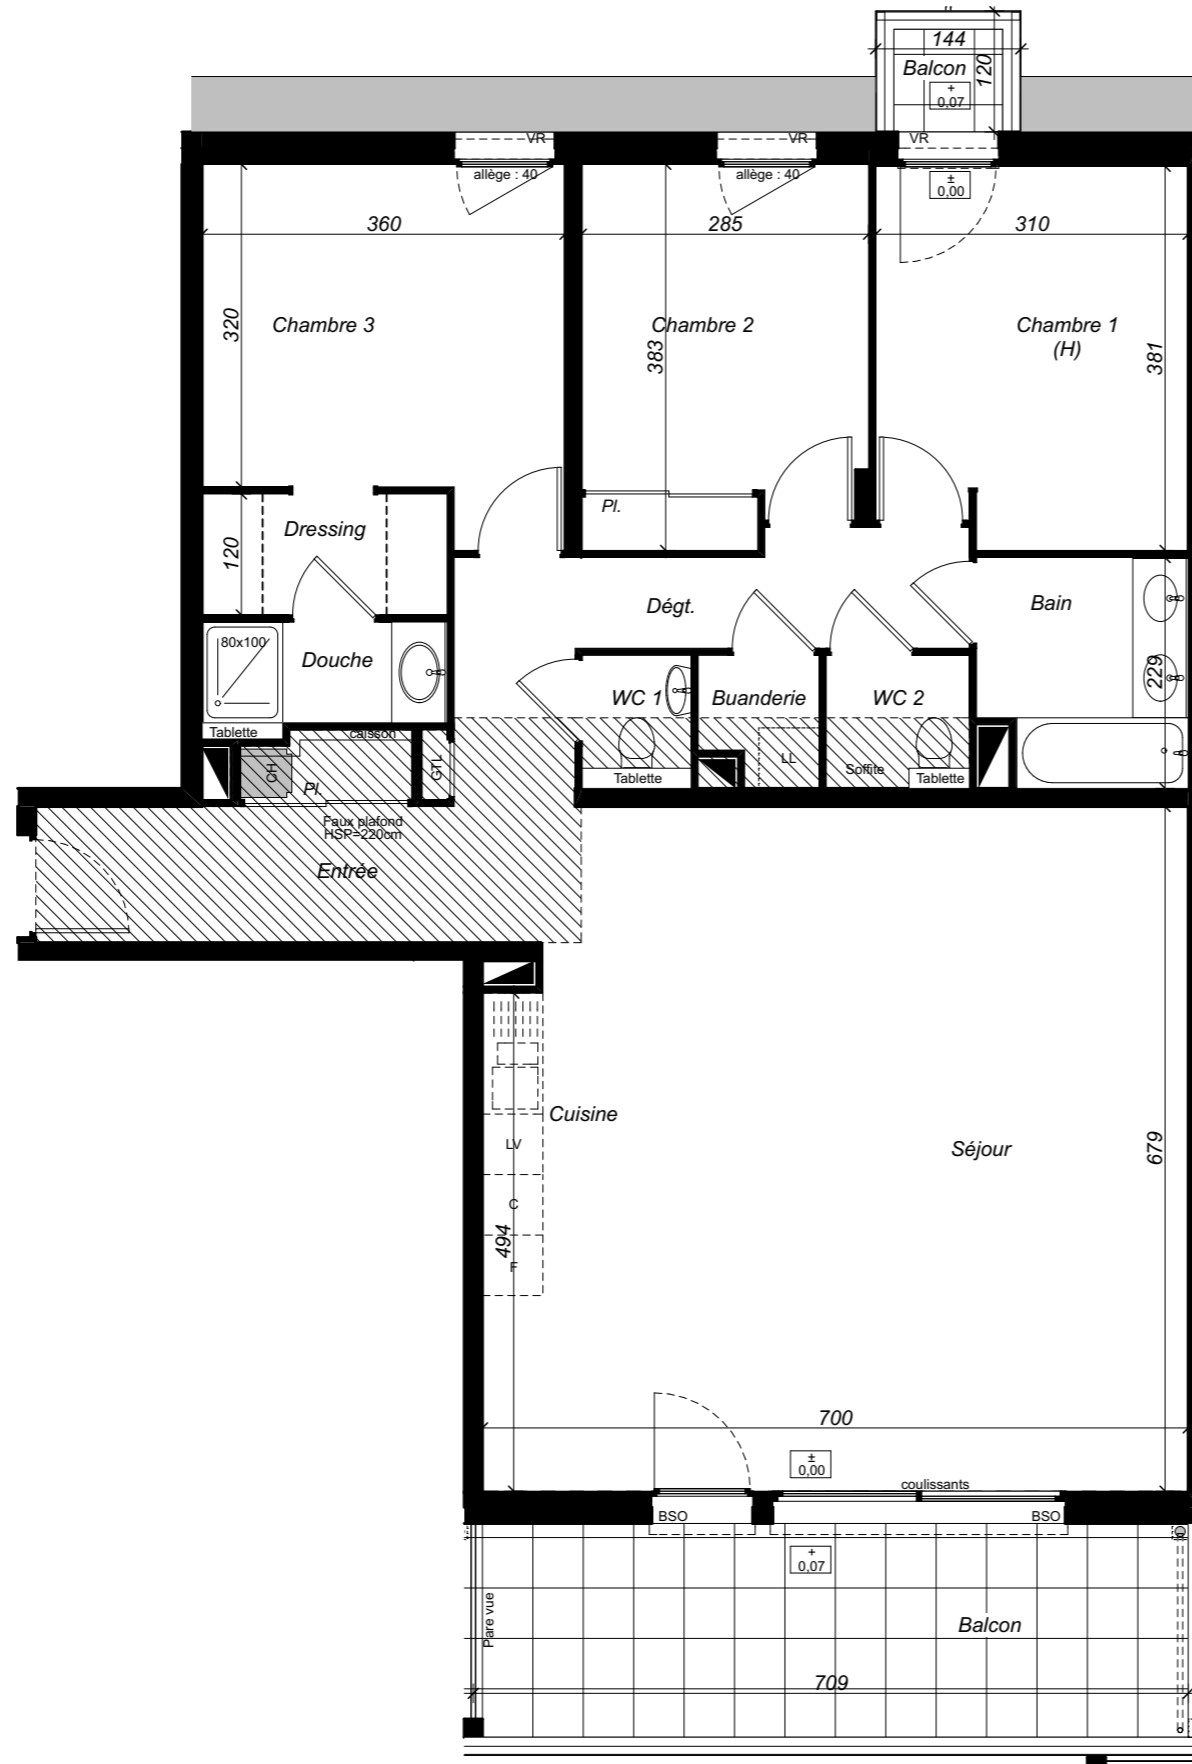 144
Balcon
120
+
0,07
VR
VR
VR
allège : 40
allège : 40
±
0,00
360
285
310
320
Chambre 3
383
Chambre 2
Chambre 1
(H)
381
Pl.
120
Dressing
Dégt.
Bain
80x100
Douche
WC 1
Buanderie
WC 2
229
Tablette
caisson
CH
Pl.
GTL
Tablette
LL
Soffite
Tablette
Faux plafond
HSP=220cm
Entrée
Cuisine
LV
C
494
F
Séjour
679
700
±
0,00
coulissants
BSO
BSO
+
0,07
Pare vue
Balcon
709